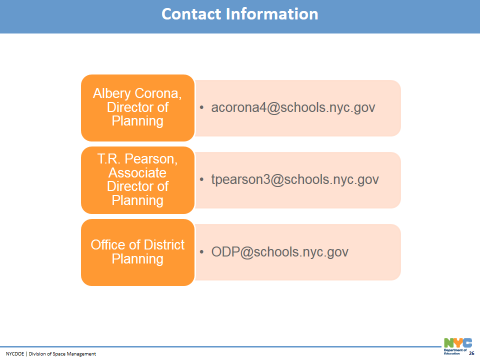 Contact Information
Albery Corona,
Director of
Planning
• acorona4@schools.nyc.gov
T.R. Pearson,
Associate
Director of
Planning
• tpearson3@schools.nyc.gov
Office of District
Planning
• ODP@schools.nyc.gov
NYCDOE | Division of Space Management
NYC
Department of
Education
26